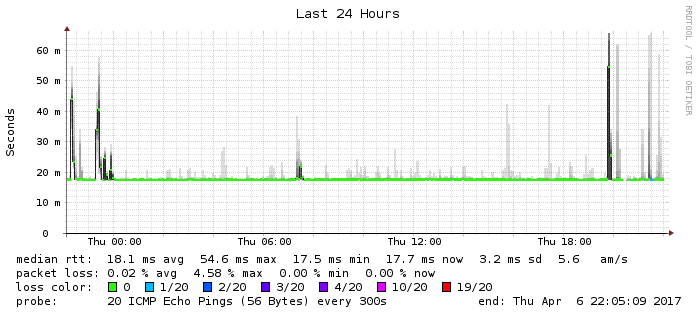 Last 24 Hours
RRDTOOL / TOBI OETIKER
Seconds
60 m
50 m
40 m
30 m
20 m
10 m
0
Thu 00:00 Thu 06:00 Thu 12:00 Thu 18:00
median rtt: 18.1 ms avg 54.6 ms max 17.5 ms min 17.7 ms now 3.2 ms sd 5.6 am/s
packet loss: 0.02 % avg 4.58 % max 0.00 % min 0.00 % now
loss color: 0 1/20 2/20 3/20 4/20 10/20 19/20
probe: 20 ICMP Echo Pings (56 Bytes) every 300s end: Thu Apr 6 22:05:09 2017